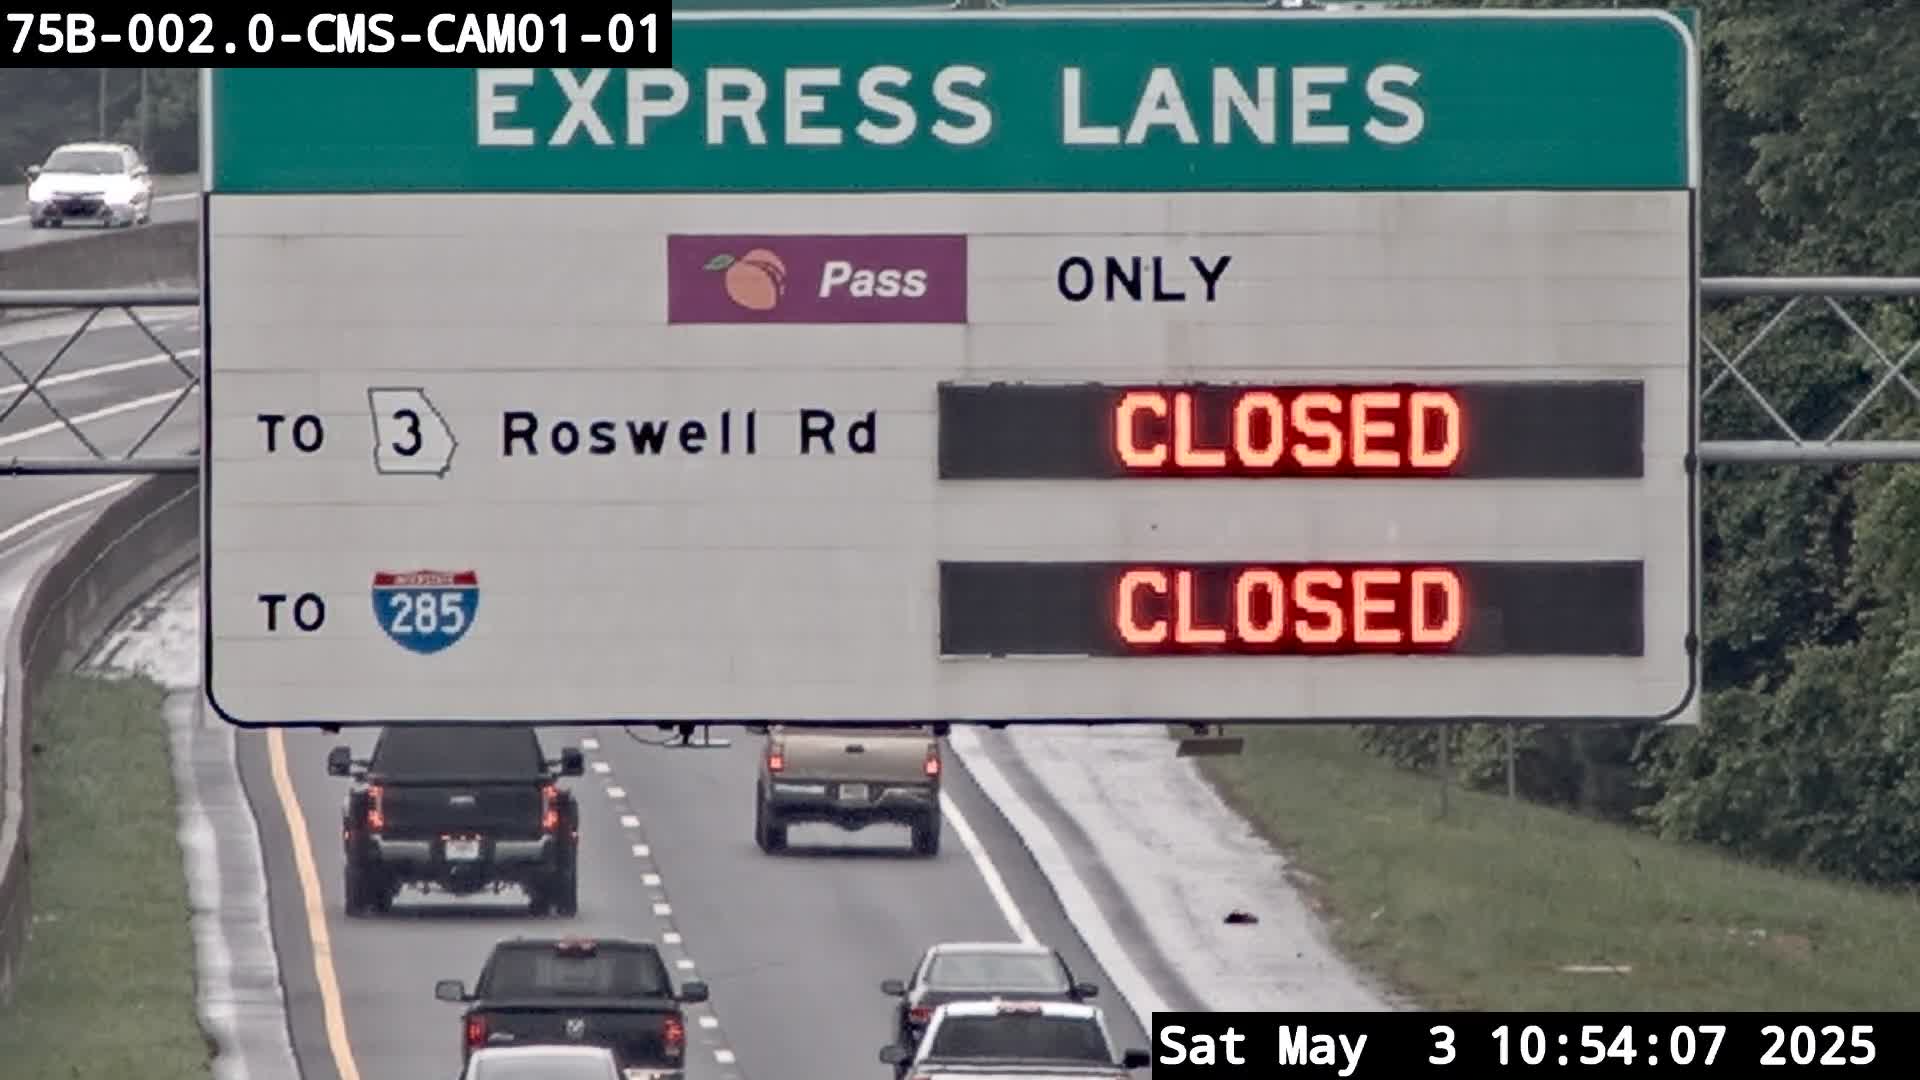 75B-002.0-CMS-CAM01-01
EXPRESS LANES
Pass ONLY
TO 3 Roswell Rd CLOSED
INTERSTATE
TO 285 CLOSED
Sat May 3 10:54:07 2025